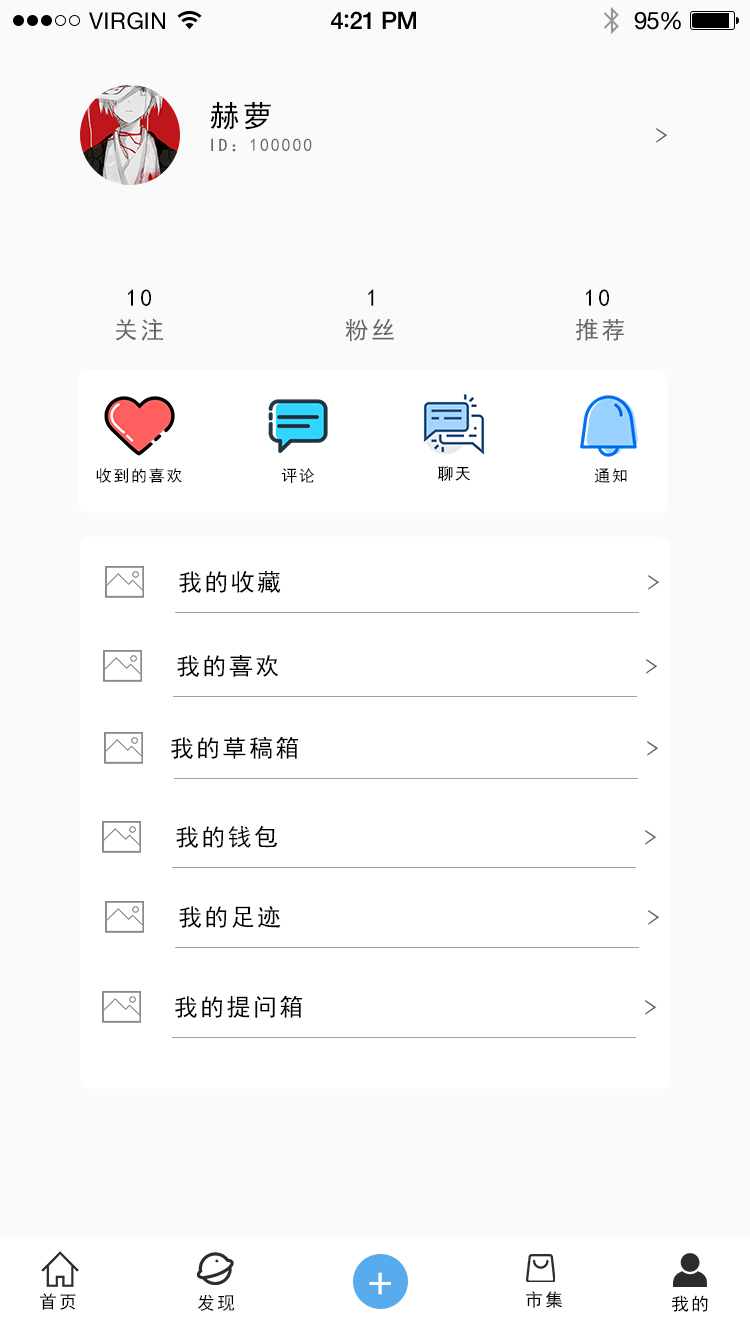 VIRGIN 4:21 PM 95%
赫萝
ID：100000
10 1 10
关注 粉丝 推荐
收到的喜欢 评论 聊天 通知
我的收藏
我的喜欢
我的草稿箱
我的钱包
我的足迹
我的提问箱
首页 发现 市集 我的